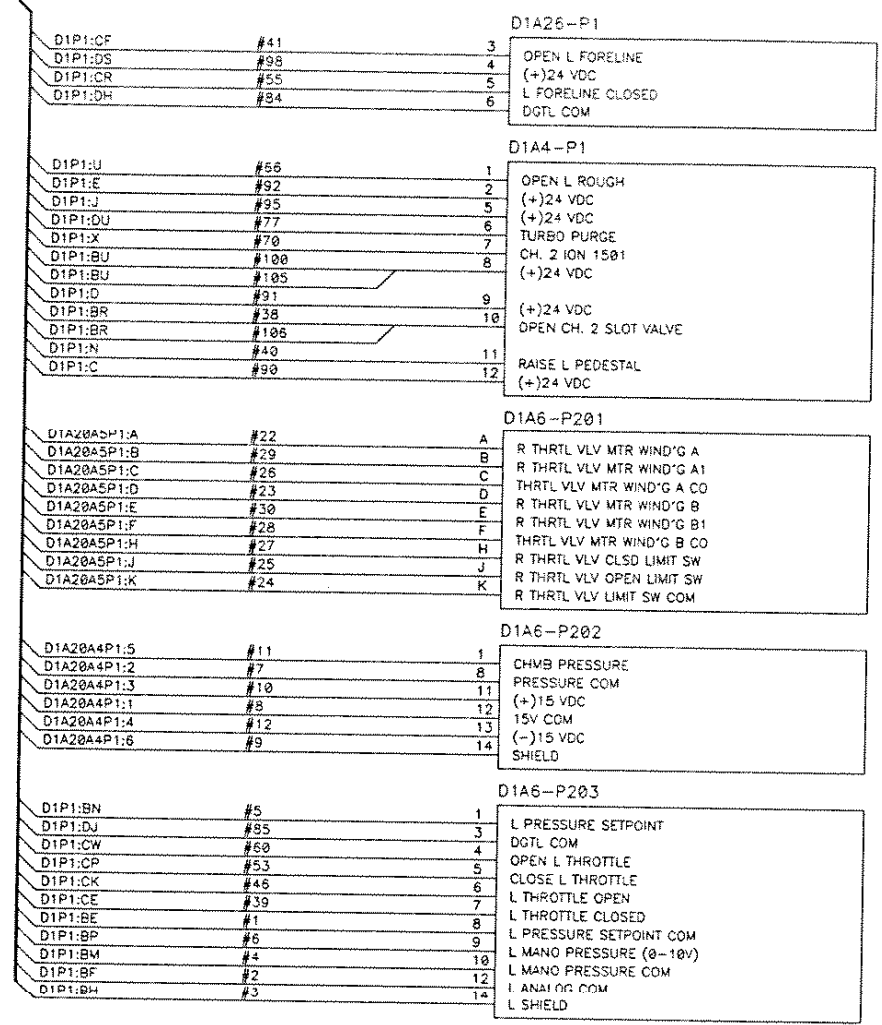 D1A26-P1
D1P1:CF #41 3 OPEN L FORELINE
D1P1:DS #98 4 (+)24 VDC
D1P1:CR #55 5 L FORELINE CLOSED
D1P1:DH #84 6 DGTL COM
D1A4-P1
D1P1:U #66 1 OPEN L ROUGH
D1P1:E #92 2 (+)24 VDC
D1P1:J #95 5 (+)24 VDC
D1P1:DU #77 6 TURBO PURGE
D1P1:X #70 7 CH. 2 ION 1501
D1P1:BU #100 8 (+)24 VDC
D1P1:BU #105
D1P1:D #91 9 (+)24 VDC
D1P1:BR #38 10 OPEN CH. 2 SLOT VALVE
D1P1:BR #106
D1P1:N #40 11 RAISE L PEDESTAL
D1P1:C #90 12 (+)24 VDC
D1A6-P201
D1A20A5P1:A #22 A R THRTL VLV MTR WIND'G A
D1A20A5P1:B #29 B R THRTL VLV MTR WIND'G A1
D1A20A5P1:C #26 C THRTL VLV MTR WIND'G A CO
D1A20A5P1:D #23 D R THRTL VLV MTR WIND'G B
D1A20A5P1:E #30 E R THRTL VLV MTR WIND'G B1
D1A20A5P1:F #28 F THRTL VLV MTR WIND'G B CO
D1A20A5P1:H #27 H R THRTL VLV CLSD LIMIT SW
D1A20A5P1:J #25 J R THRTL VLV OPEN LIMIT SW
D1A20A5P1:K #24 K R THRTL VLV LIMIT SW COM
D1A6-P202
D1A20A4P1:5 #11 1 CHMB PRESSURE
D1A20A4P1:2 #7 8 PRESSURE COM
D1A20A4P1:3 #10 11 (+)15 VDC
D1A20A4P1:1 #8 12 15V COM
D1A20A4P1:4 #12 13 (-)15 VDC
D1A20A4P1:6 #9 14 SHIELD
D1A6-P203
D1P1:BN #5 1 L PRESSURE SETPOINT
D1P1:DJ #85 3 DGTL COM
D1P1:CW #60 4 OPEN L THROTTLE
D1P1:CP #53 5 CLOSE L THROTTLE
D1P1:CK #46 6 L THROTTLE OPEN
D1P1:CE #39 7 L THROTTLE CLOSED
D1P1:BE #1 8 L PRESSURE SETPOINT COM
D1P1:BP #6 9 L MANO PRESSURE (0-10V)
D1P1:BM #4 10 L MANO PRESSURE COM
D1P1:BF #2 12 L ANALOG COM
D1P1:BH #3 14 L SHIELD